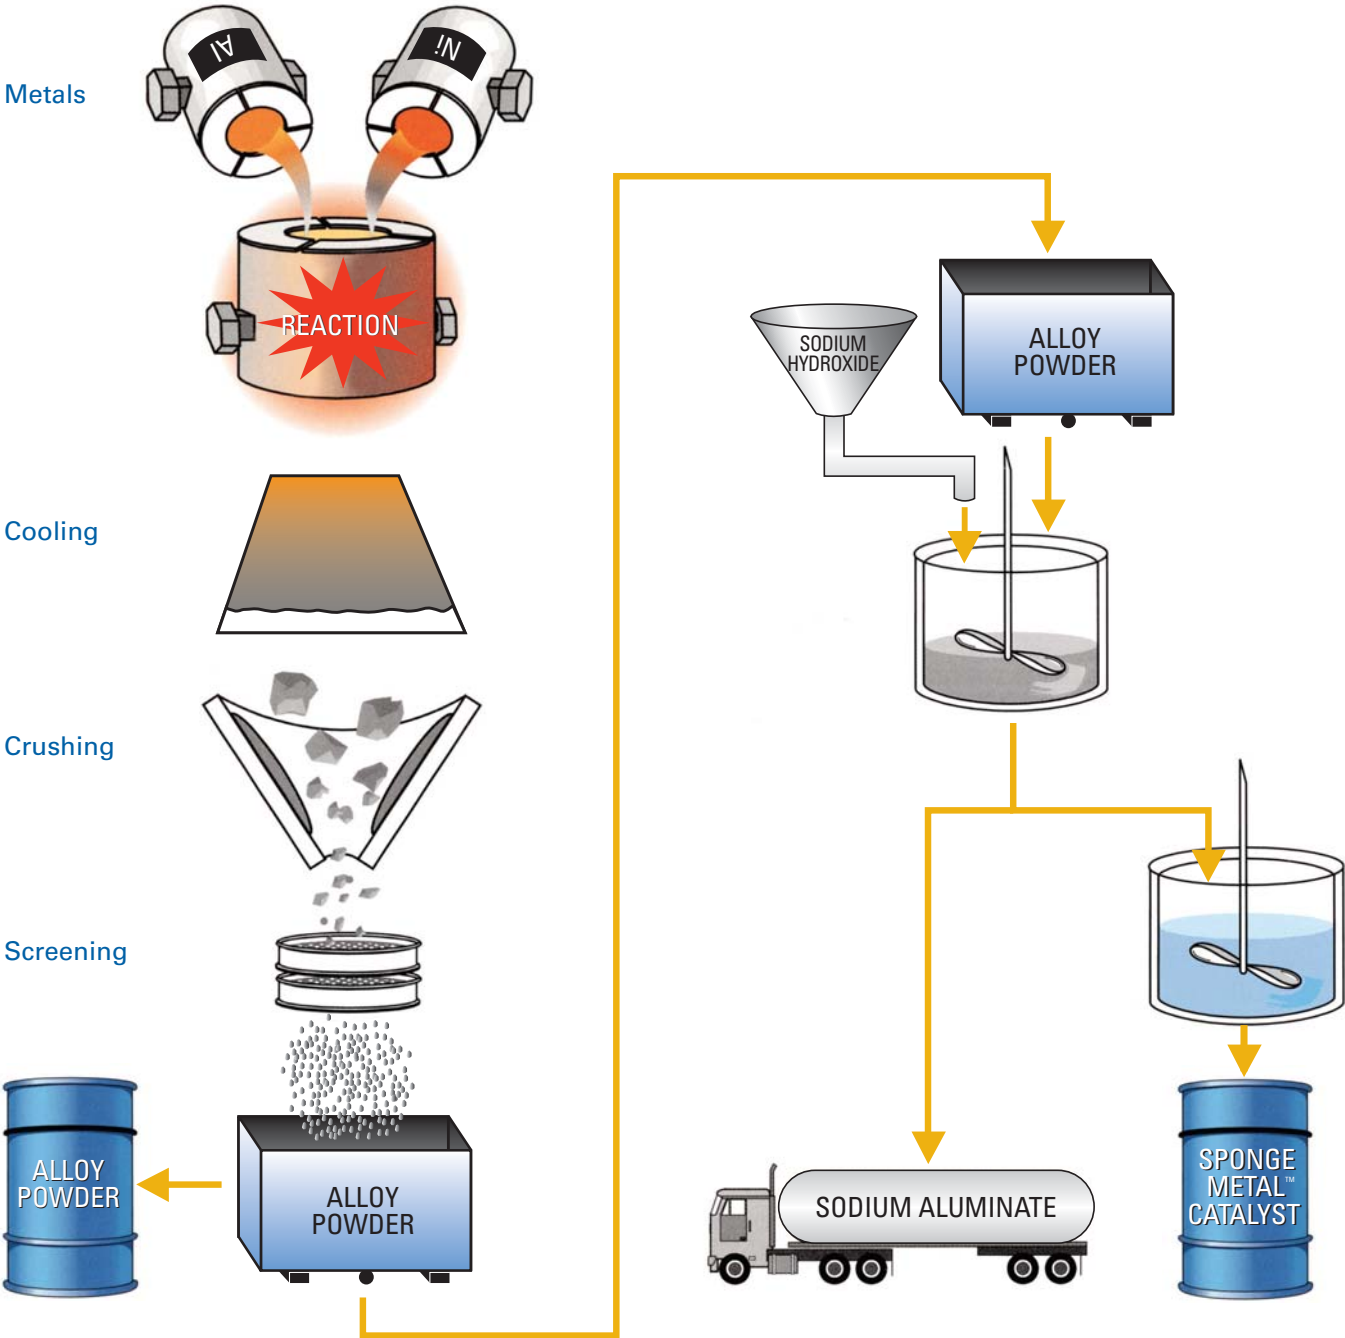 Metals
Al
Ni
REACTION
Cooling
Crushing
Screening
ALLOY
POWDER
ALLOY
POWDER
ALLOY
POWDER
SODIUM
HYDROXIDE
SODIUM ALUMINATE
SPONGE
METAL™
CATALYST